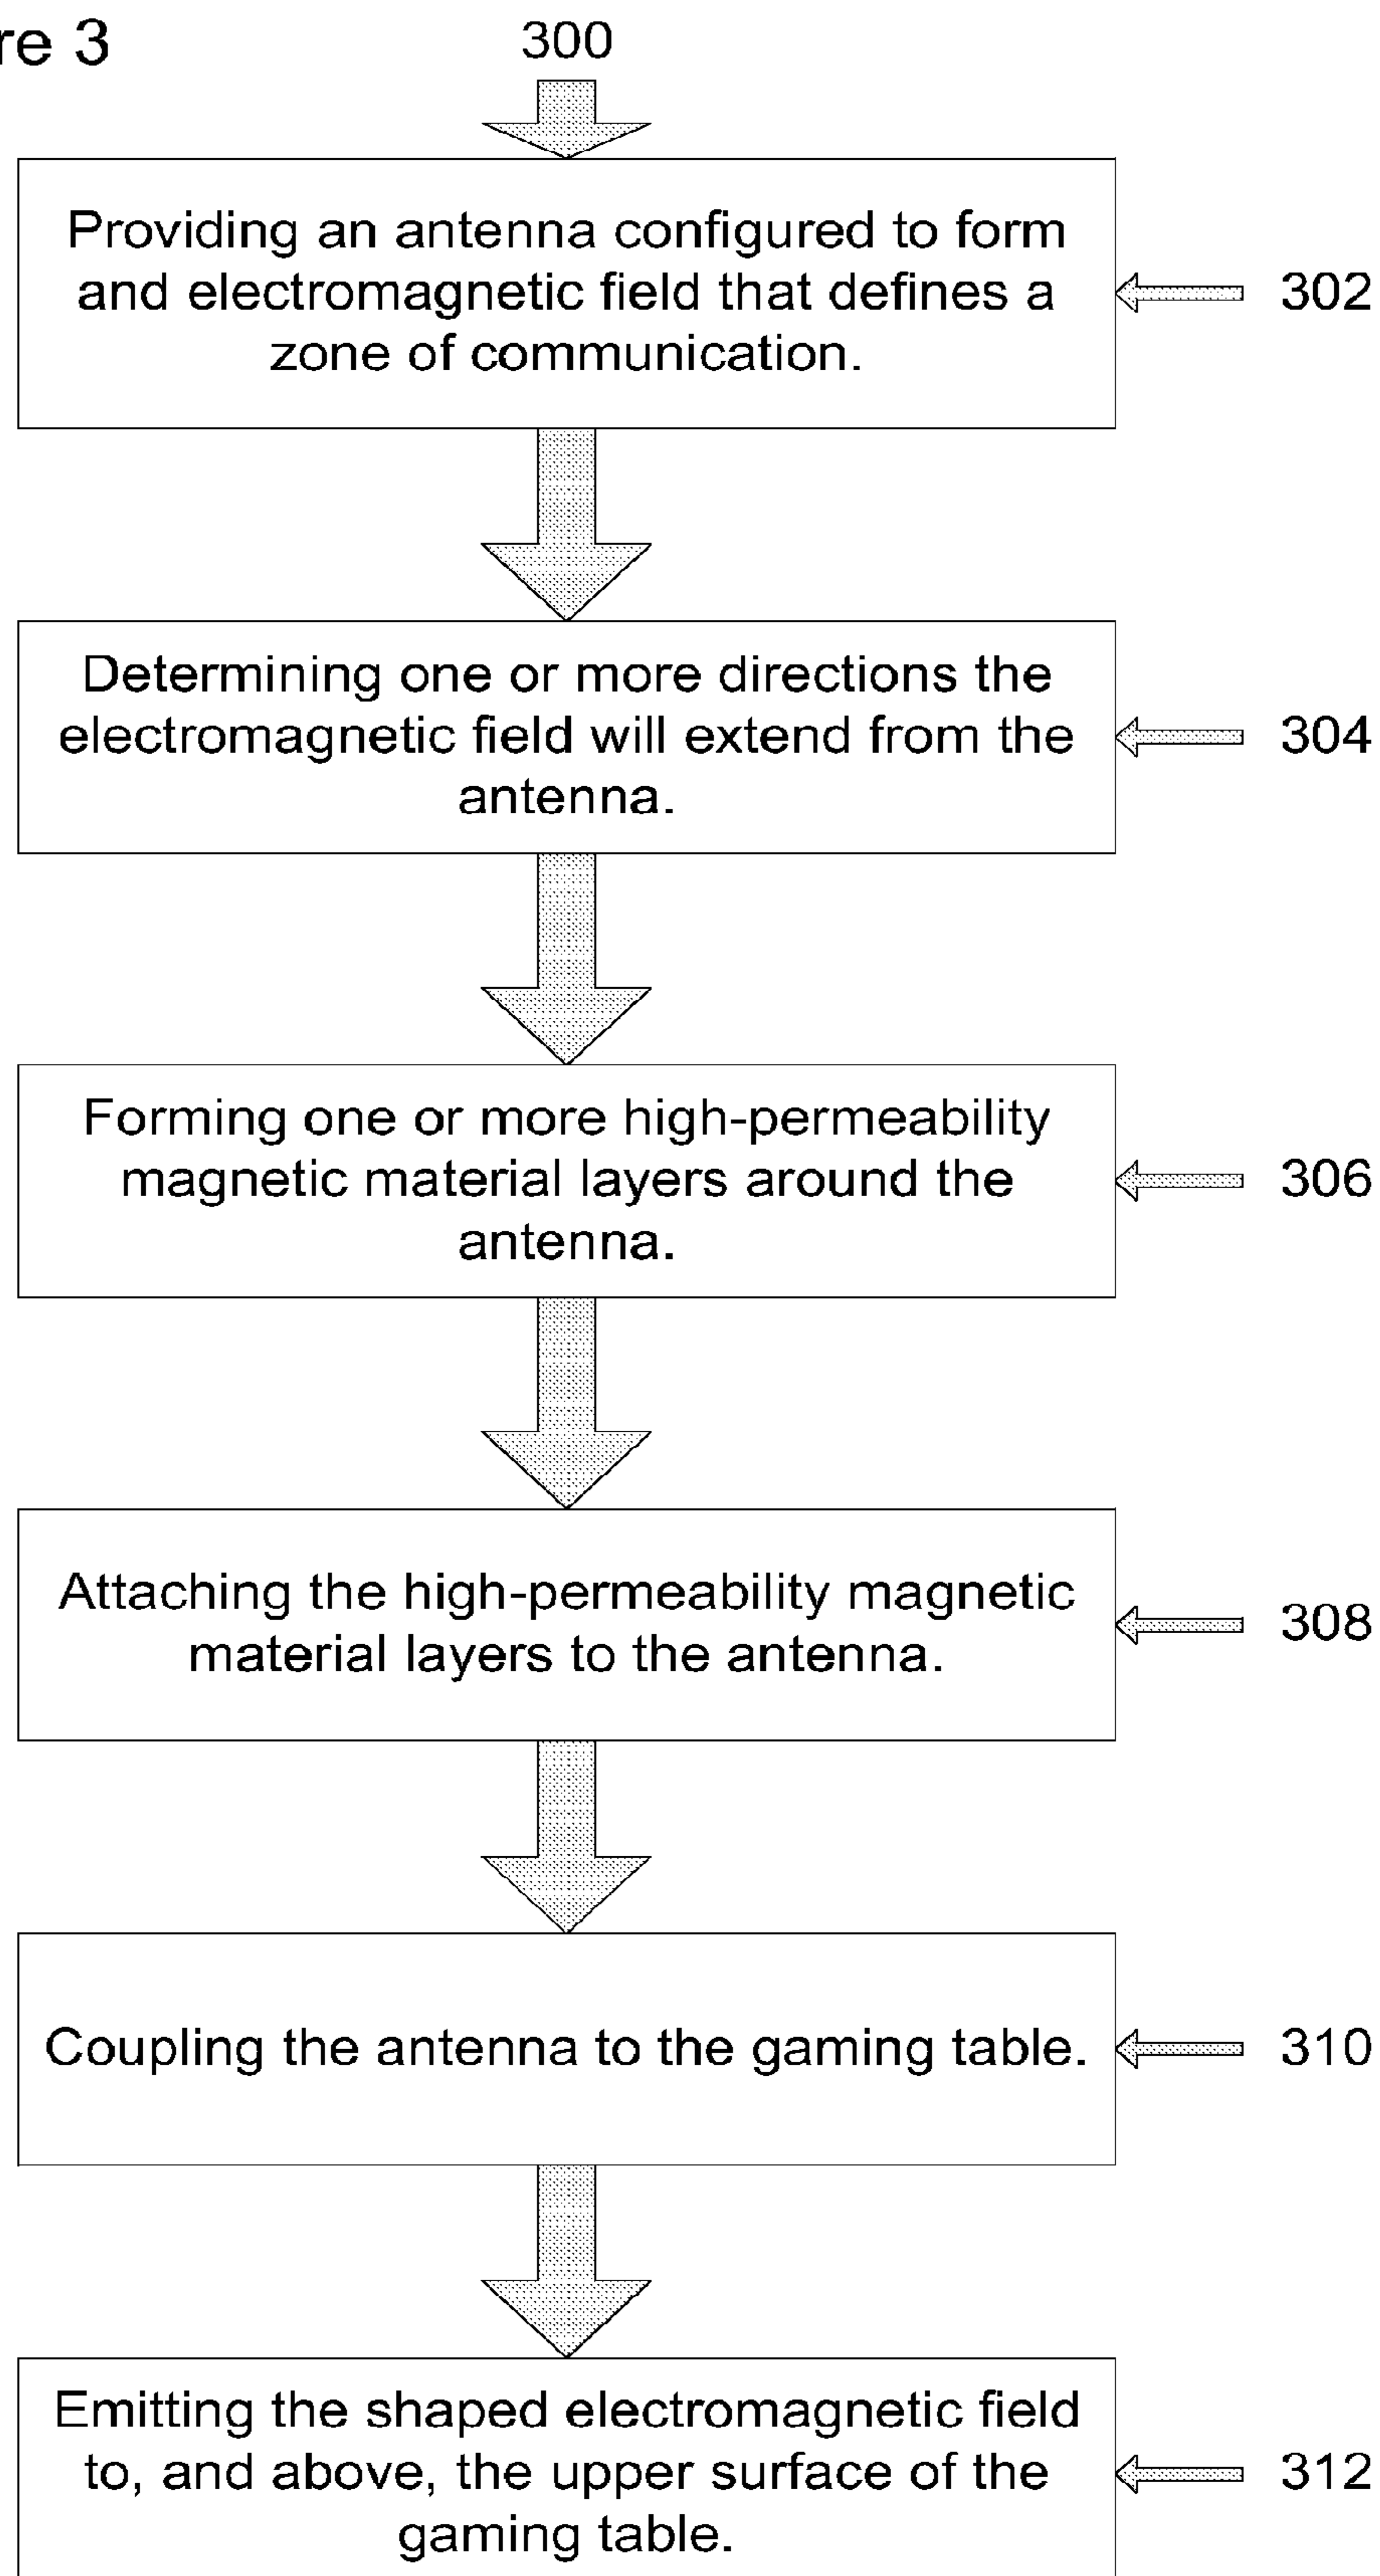 re 3
300
Providing an antenna configured to form
and electromagnetic field that defines a
zone of communication.
302
Determining one or more directions the
electromagnetic field will extend from the
antenna.
304
Forming one or more high-permeability
magnetic material layers around the
antenna.
306
Attaching the high-permeability magnetic
material layers to the antenna.
308
Coupling the antenna to the gaming table.
310
Emitting the shaped electromagnetic field
to, and above, the upper surface of the
gaming table.
312